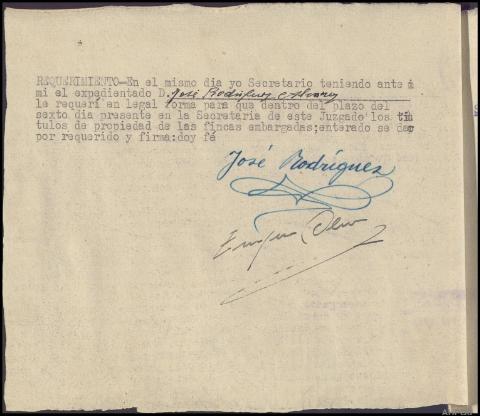 REQUERIMIENTO—En el mismo dia yo Secretario teniendo ante
mi el expedientado D. José Rodríguez Alvarez
le requerí en legal forma para que dentro del plazo del
sexto dia presente en la Secretaria de este Juzgado los tí
tulos de propiedad de las fincas embargadas;enterado se da
por requerido y firma:doy fé
José Rodríguez